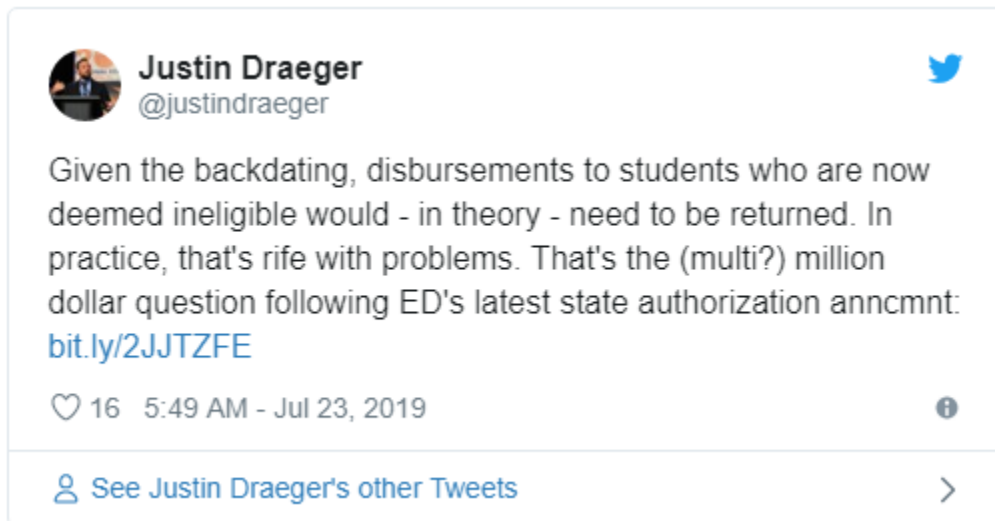 Justin Draeger
@justindraeger
Given the backdating, disbursements to students who are now
deemed ineligible would - in theory - need to be returned. In
practice, that's rife with problems. That's the (multi?) million
dollar question following ED's latest state authorization anncmnt:
bit.ly/2JJTZFE
16 5:49 AM - Jul 23, 2019
See Justin Draeger's other Tweets